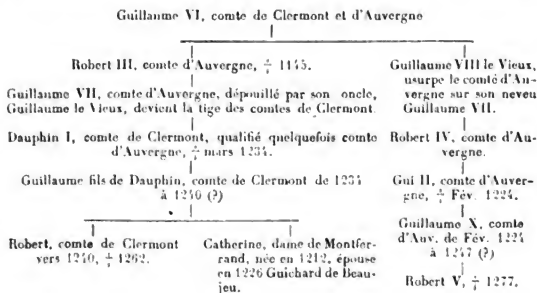 Guillaume VI, comte de Clermont et d'Auvergne
Robert III, comte d'Auvergne, † 1145.
Guillaume VII, comte d'Auvergne, dépouillé par son oncle,
Guillaume le Vieux, devient la tige des comtes de Clermont.
Dauphin I, comte de Clermont, qualifié quelquefois comte
d'Auvergne, † mars 1234.
Guillaume fils de Dauphin, comte de Clermont de 1234
à 1240 (?)
Robert, comte de Clermont
vers 1240, † 1262.
Catherine, dame de Montfer-
rand, née en 1212, épouse
en 1226 Guichard de Beau-
jeu.
Guillaume VIII le Vieux,
usurpe le comté d'Au-
vergne sur son neveu
Guillaume VII.
Robert IV, comte d'Au-
vergne.
Gui II, comte d'Auver-
gne, † Fév. 1224.
Guillaume X, comte
d'Auv. de Fév. 1224
à 1247 (?)
Robert V, † 1277.